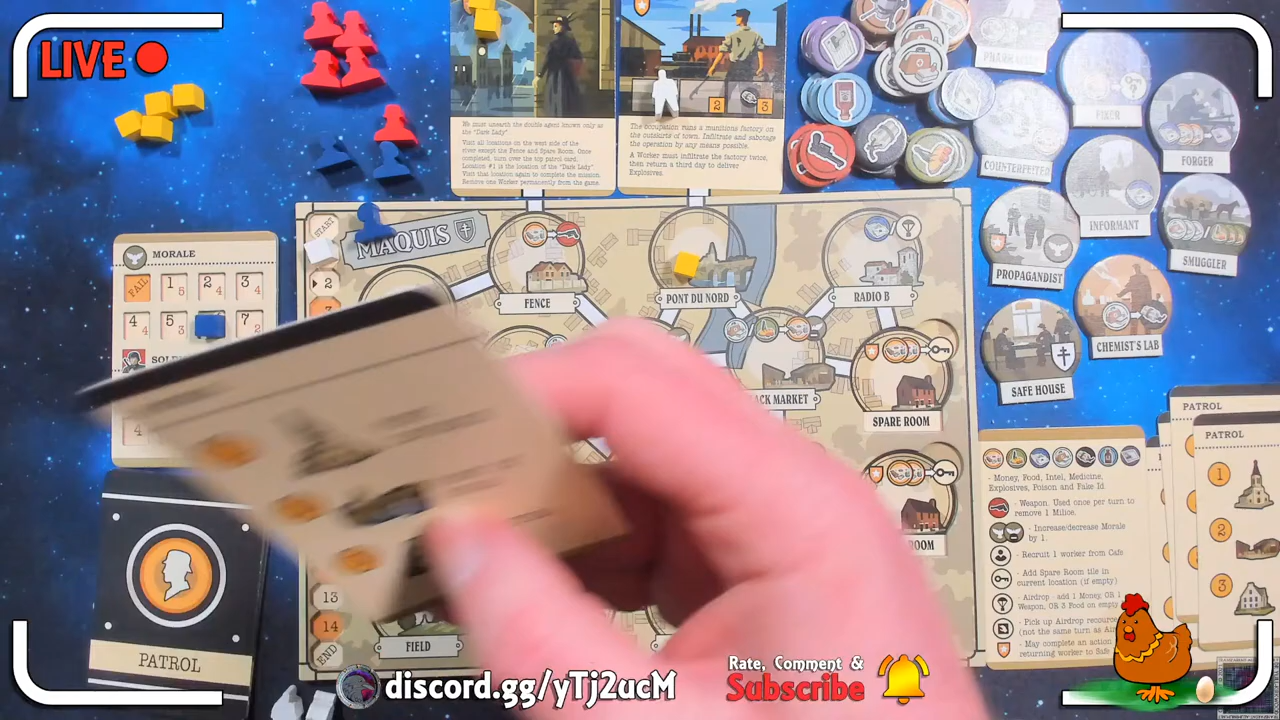 LIVE
We must unearth the double agent known only as
the "Dark Lady".
Visit all locations on the west side of the
river except the Fence and Spare Room. Once
completed, turn over the top patrol card.
Location #1 is the location of the "Dark Lady"
Visit that location again to complete the mission.
Remove one Worker permanently from the game.
2 3
The occupation runs a munitions factory on
the outskirts of town. Infiltrate and sabotage
the operation by any means possible.
A Worker must infiltrate the factory twice,
then return a third day to deliver
Explosives.
FIXER
FORGER
COUNTERFEITER
INFORMANT
SMUGGLER
PROPAGANDIST
CHEMIST'S LAB
SAFE HOUSE
START
MAQUIS
2
FENCE
PONT DU NORD
RADIO B
SPARE ROOM
13
14
END
FIELD
MORALE
FAIL 1 2 4 3 4
4 4 5 3 7 2
4
PATROL
PATROL
PATROL
1
2
3
- Money, Food, Intel, Medicine,
Explosives, Poison and Fake Id.
- Weapon. Used once per turn to
remove 1 Milice.
- Increase/decrease Morale
by 1.
- Recruit 1 worker from Cafe
- Add Spare Room tile in
current location (if empty)
- Airdrop - add 1 Money, OR 1
Weapon, OR 3 Food on empty
- Pick up Airdrop
(not the same turn as
- May complete an action
returning worker to Safe
discord.gg/yTj2ucM
Rate, Comment &
Subscribe